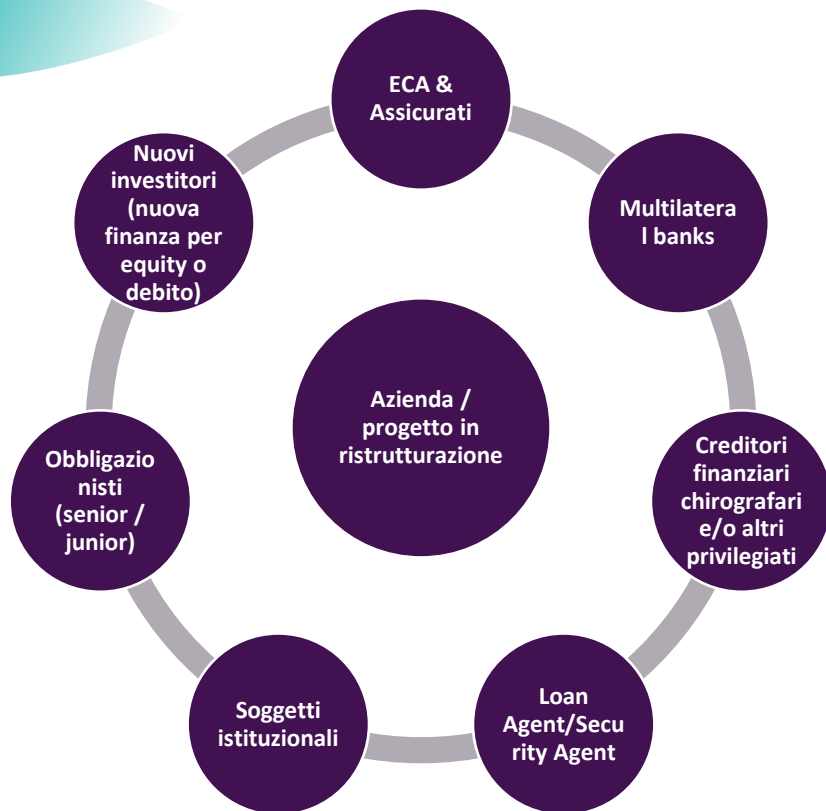 ECA &
Assicurati
Multilatera
l banks
Creditori
finanziari
chirografari
e/o altri
privilegiati
Loan
Agent/Secu
rity Agent
Soggetti
istituzionali
Obbligazio
nisti
(senior /
junior)
Nuovi
investitori
(nuova
finanza per
equity o
debito)
Azienda /
progetto in
ristrutturazione